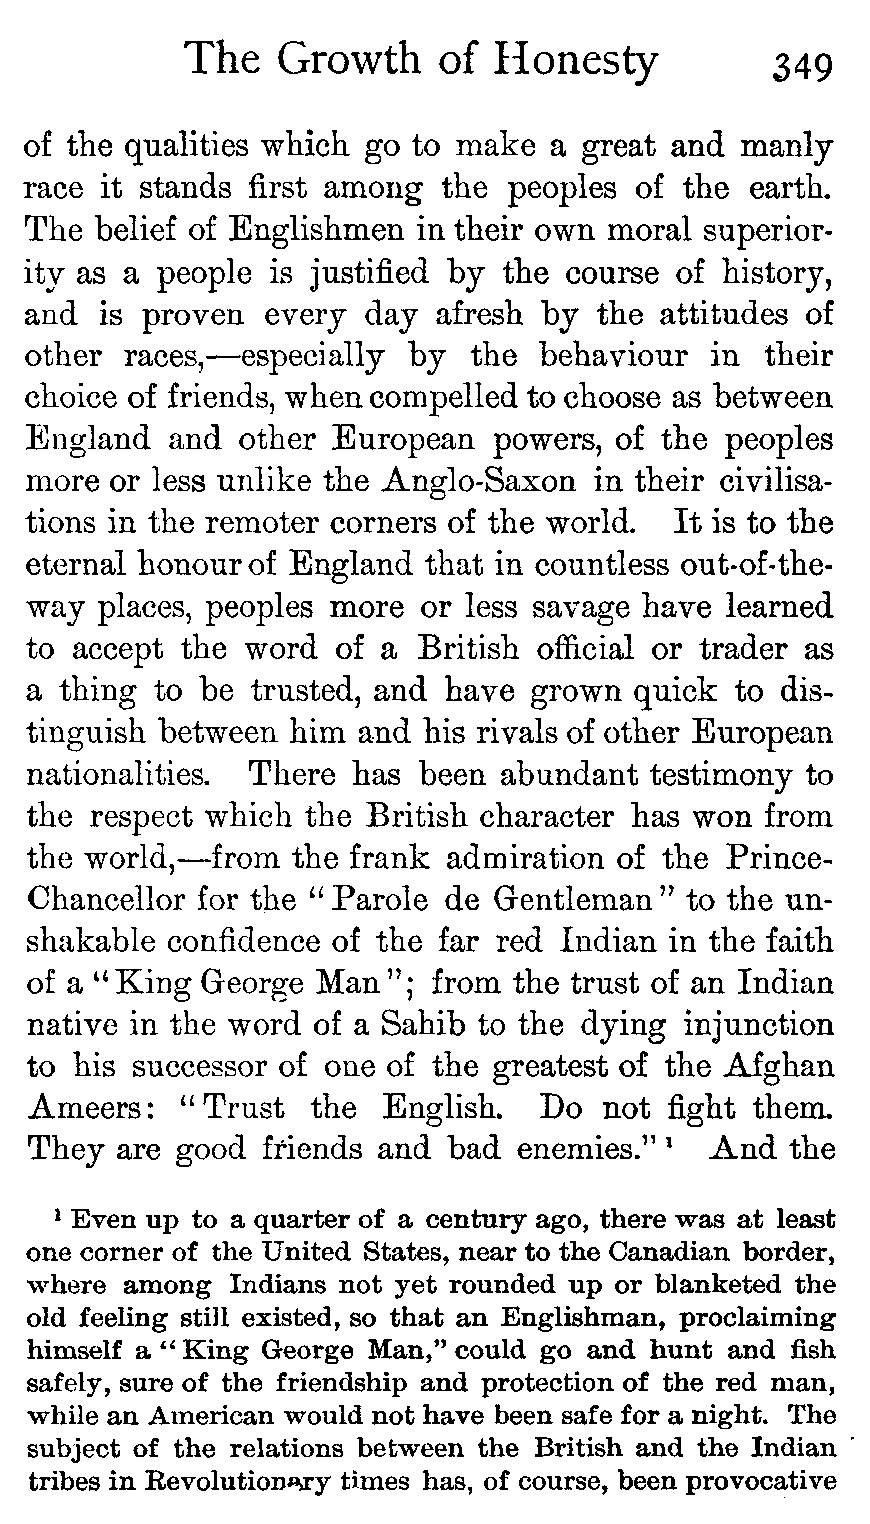 The Growth of Honesty 349
of the qualities which go to make a great and manly
race it stands first among the peoples of the earth.
The belief of Englishmen in their own moral superior-
ity as a people is justified by the course of history,
and is proven every day afresh by the attitudes of
other races,—especially by the behaviour in their
choice of friends, when compelled to choose as between
England and other European powers, of the peoples
more or less unlike the Anglo-Saxon in their civilisa-
tions in the remoter corners of the world. It is to the
eternal honour of England that in countless out-of-the-
way places, peoples more or less savage have learned
to accept the word of a British official or trader as
a thing to be trusted, and have grown quick to dis-
tinguish between him and his rivals of other European
nationalities. There has been abundant testimony to
the respect which the British character has won from
the world,—from the frank admiration of the Prince-
Chancellor for the “Parole de Gentleman” to the un-
shakable confidence of the far red Indian in the faith
of a “King George Man”; from the trust of an Indian
native in the word of a Sahib to the dying injunction
to his successor of one of the greatest of the Afghan
Ameers: “Trust the English. Do not fight them.
They are good friends and bad enemies.”¹ And the
¹ Even up to a quarter of a century ago, there was at least
one corner of the United States, near to the Canadian border,
where among Indians not yet rounded up or blanketed the
old feeling still existed, so that an Englishman, proclaiming
himself a “King George Man,” could go and hunt and fish
safely, sure of the friendship and protection of the red man,
while an American would not have been safe for a night. The
subject of the relations between the British and the Indian
tribes in Revolutionary times has, of course, been provocative